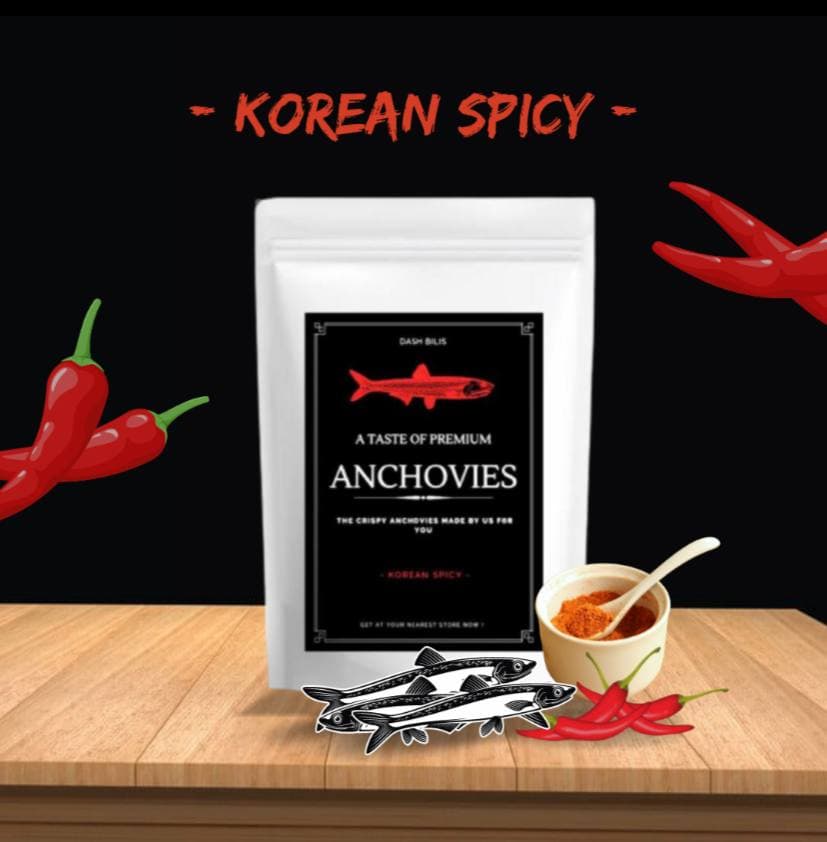 - KOREAN SPICY -
DASH BILIS
A TASTE OF PREMIUM
ANCHOVIES
THE CRISPY ANCHOVIES MADE BY US FOR
YOU
- KOREAN SPICY -
GET AT YOUR NEAREST STORE NOW !